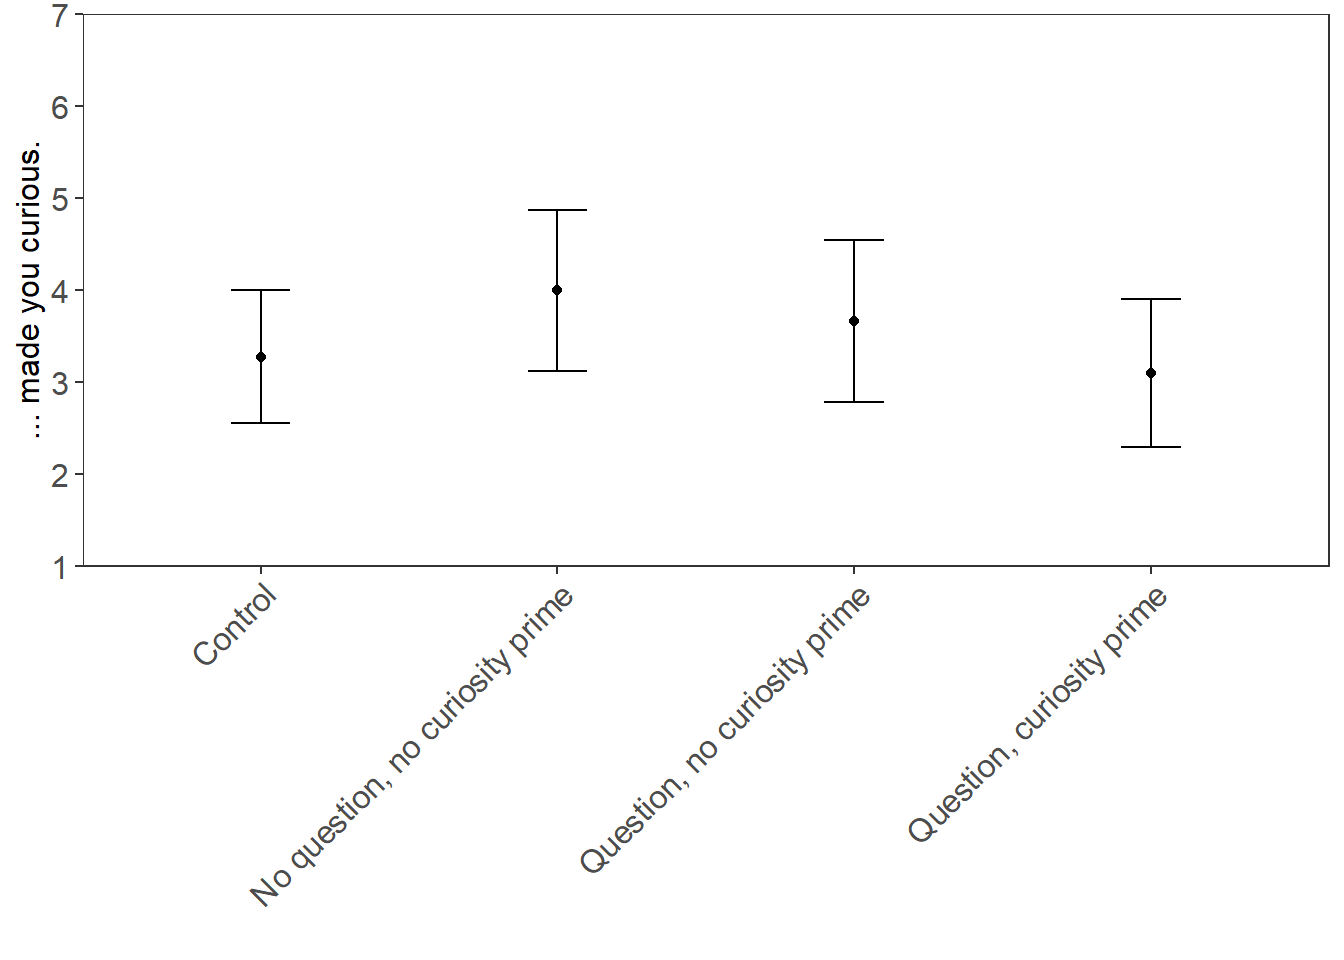 7
6
5
4
3
2
1
... made you curious.
Control
No question, no curiosity prime
Question, no curiosity prime
Question, curiosity prime